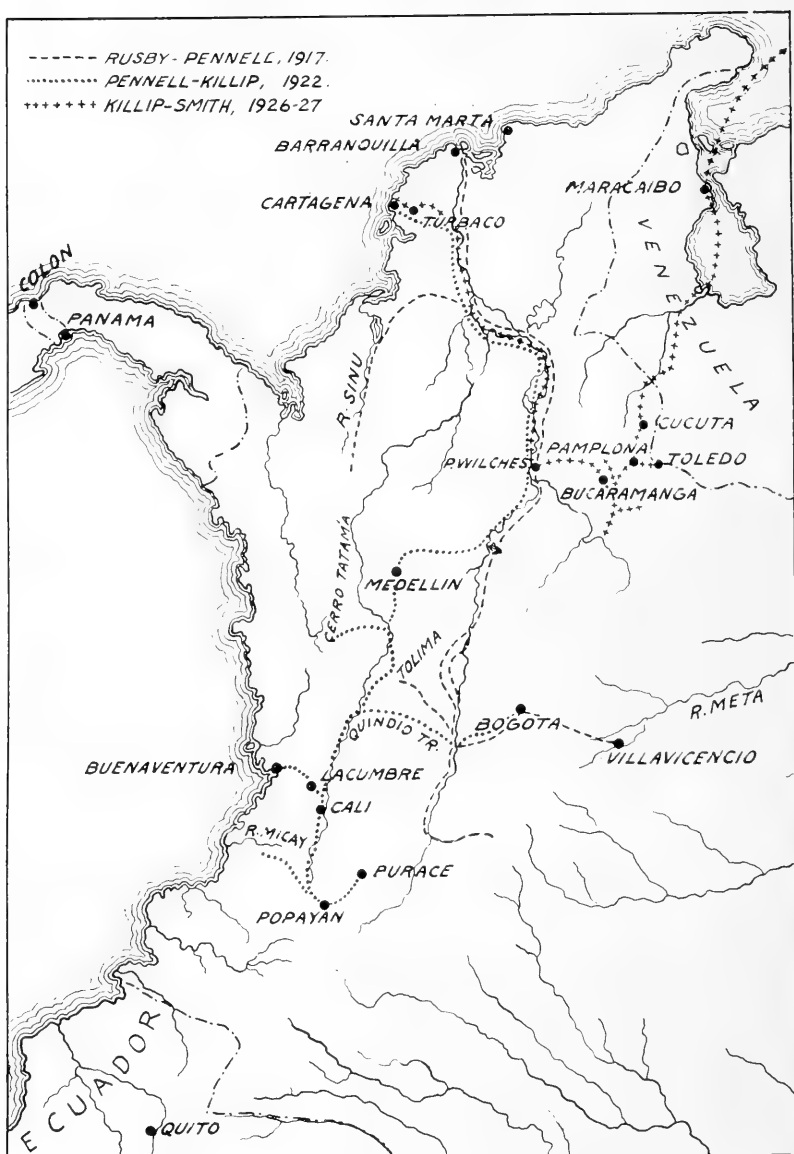 RUSBY-PENNELL, 1917.
PENNELL-KILLIP, 1922.
KILLIP-SMITH, 1926-27
SANTA MARTA
BARRANQUILLA
CARTAGENA
TURBACO
MARACAIBO
VENEZUELA
COLON
PANAMA
R. SINU
CUCUTA
P. WILCHES
PAMPLONA
TOLEDO
BUCARAMANGA
CERRO TATAMÁ
MEDELLIN
TOLIMA
R. META
BOGOTA
QUINDIO TR.
VILLAVICENCIO
BUENAVENTURA
LACUMBRE
CALI
R. MICAY
PURACE
POPAYÁN
ECUADOR
QUITO